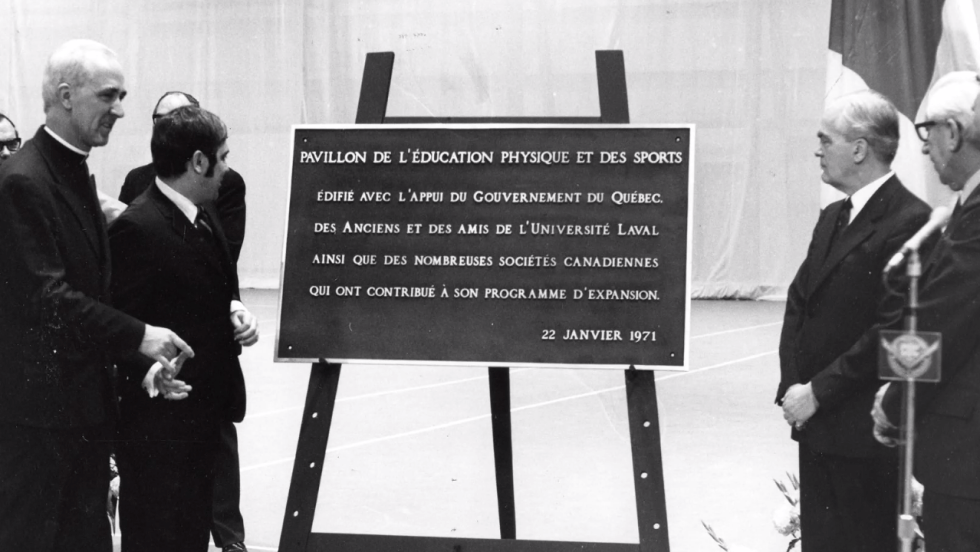 PAVILLON DE L'ÉDUCATION PHYSIQUE ET DES SPORTS
ÉDIFIÉ AVEC L'APPUI DU GOUVERNEMENT DU QUÉBEC.
DES ANCIENS ET DES AMIS DE L'UNIVERSITÉ LAVAL
AINSI QUE DES NOMBREUSES SOCIÉTÉS CANADIENNES
QUI ONT CONTRIBUÉ À SON PROGRAMME D'EXPANSION.
22 JANVIER 1971